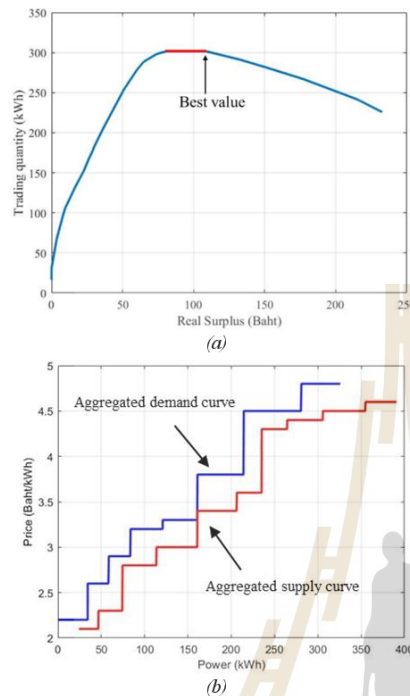 350
300
250
200
150
100
50
0
Trading quantity (kWh)
Best value
0 50 100 150 200 250
Real Surplus (Baht)
(a)
5
4.5
4
3.5
3
2.5
2
Price (Baht/kWh)
Aggregated demand curve
Aggregated supply curve
0 50 100 150 200 250 300 350 400
Power (kWh)
(b)